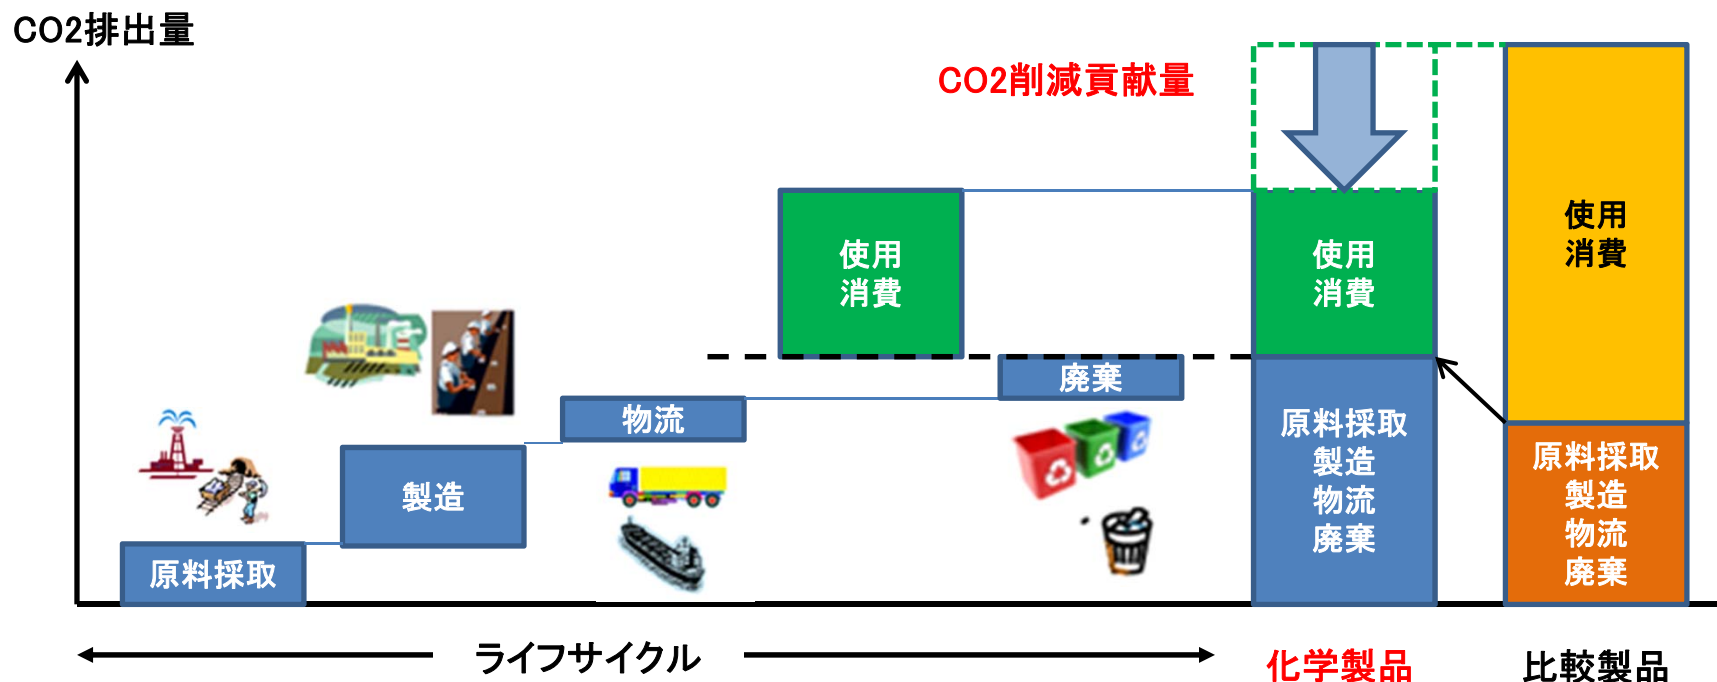 CO2排出量
CO2削減貢献量
原料採取
製造
物流
使用
消費
廃棄
使用
消費
原料採取
製造
物流
廃棄
使用
消費
原料採取
製造
物流
廃棄
ライフサイクル
化学製品
比較製品